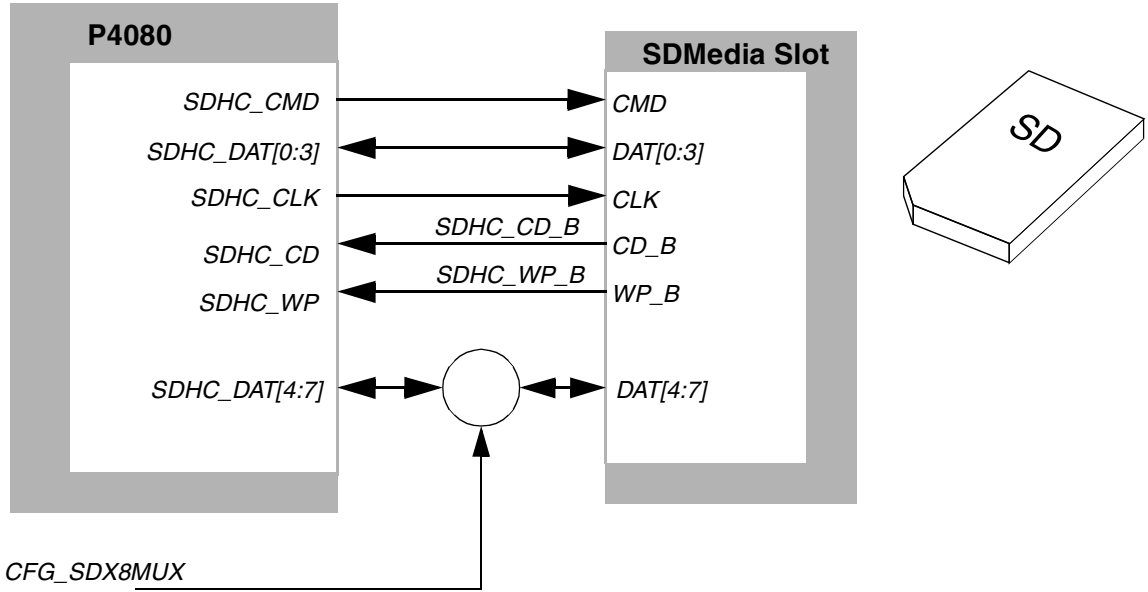 P4080
SDMedia Slot
SDHC_CMD
CMD
SD
SDHC_DAT[0:3]
DAT[0:3]
SDHC_CLK
CLK
SDHC_CD_B
SDHC_CD
CD_B
SDHC_WP_B
SDHC_WP
WP_B
SDHC_DAT[4:7]
DAT[4:7]
CFG_SDX8MUX